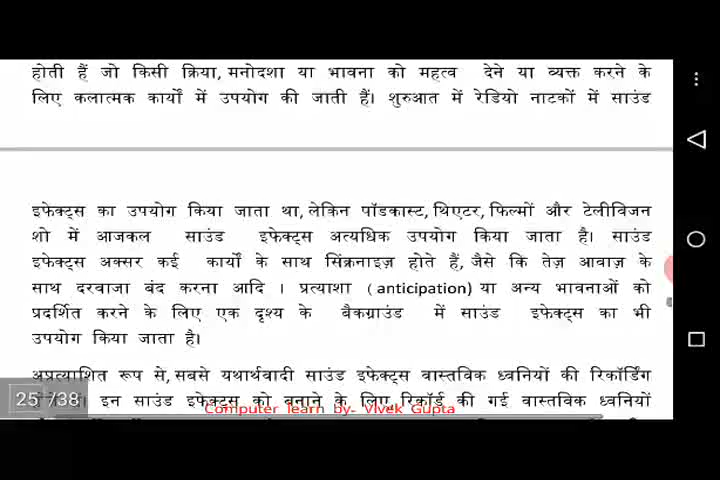 होती हैं जो किसी क्रिया, मनोदशा या भावना को महत्व देने या व्यक्त करने के
लिए कलात्मक कार्यों में उपयोग की जाती हैं। शुरुआत में रेडियो नाटकों में साउंड
इफेक्ट्स का उपयोग किया जाता था, लेकिन पॉडकास्ट, थिएटर, फिल्मों और टेलीविजन
शो में आजकल साउंड इफेक्ट्स अत्यधिक उपयोग किया जाता है। साउंड
इफेक्ट्स अक्सर कई कार्यों के साथ सिंक्रनाइज़ होते हैं, जैसे कि तेज़ आवाज़ के
साथ दरवाजा बंद करना आदि । प्रत्याशा (anticipation) या अन्य भावनाओं को
प्रदर्शित करने के लिए एक दृश्य के बैकग्राउंड में साउंड इफेक्ट्स का भी
उपयोग किया जाता है।
अप्रत्याशित रूप से, सबसे यथार्थवादी साउंड इफेक्ट्स वास्तविक ध्वनियों की रिकॉर्डिंग
25 /38 इन साउंड इफेक्ट्स को बनाने के लिए, रिकॉर्ड की गई वास्तविक ध्वनियों
Computer learn by- Vivek Gupta